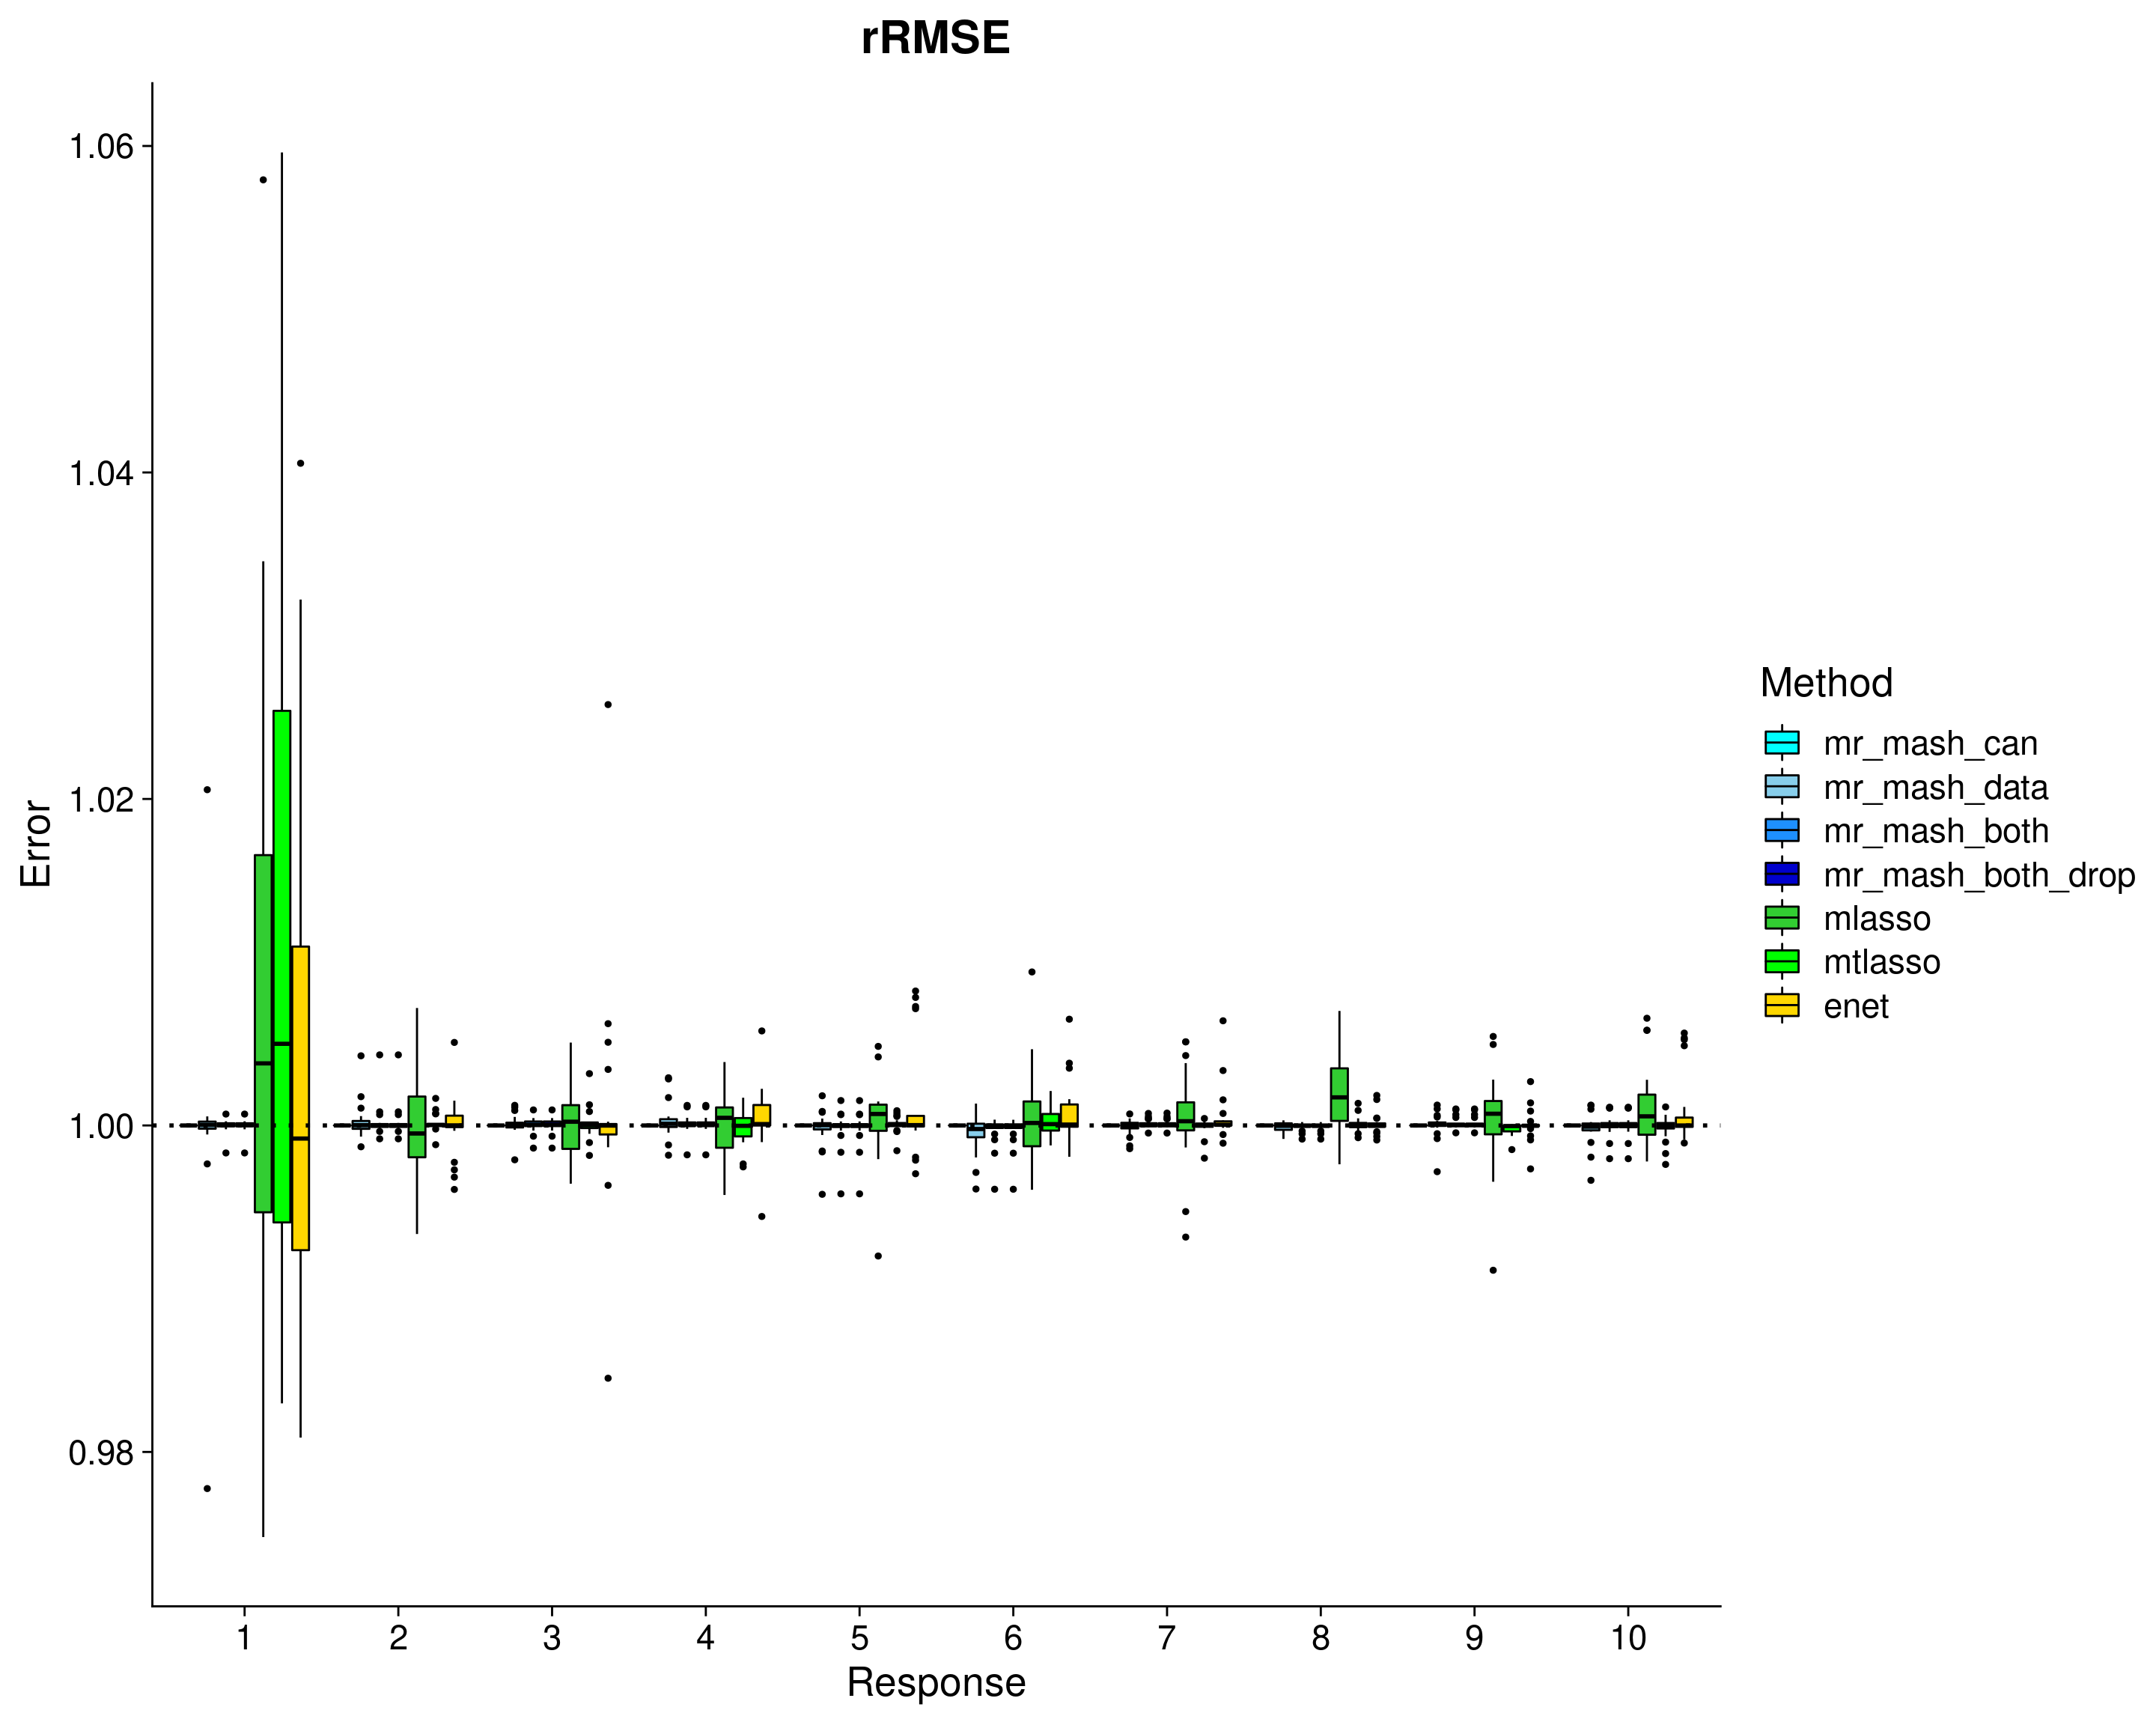 rRMSE
1.06
1.04
1.02
1.00
0.98
Error
1 2 3 4 5 6 7 8 9 10
Response
Method
mr_mash_can
mr_mash_data
mr_mash_both
mr_mash_both_drop
mlasso
mtlasso
enet